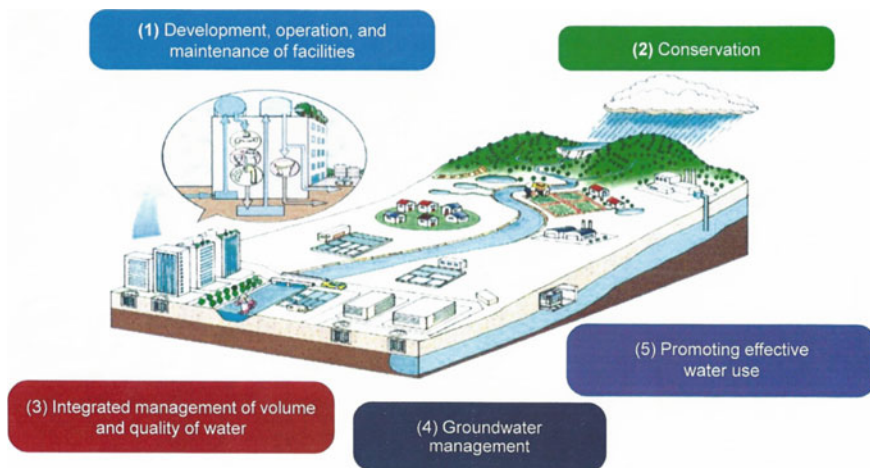 (1) Development, operation, and
maintenance of facilities
(2) Conservation
(5) Promoting effective
water use
(3) Integrated management of volume
and quality of water
(4) Groundwater
management